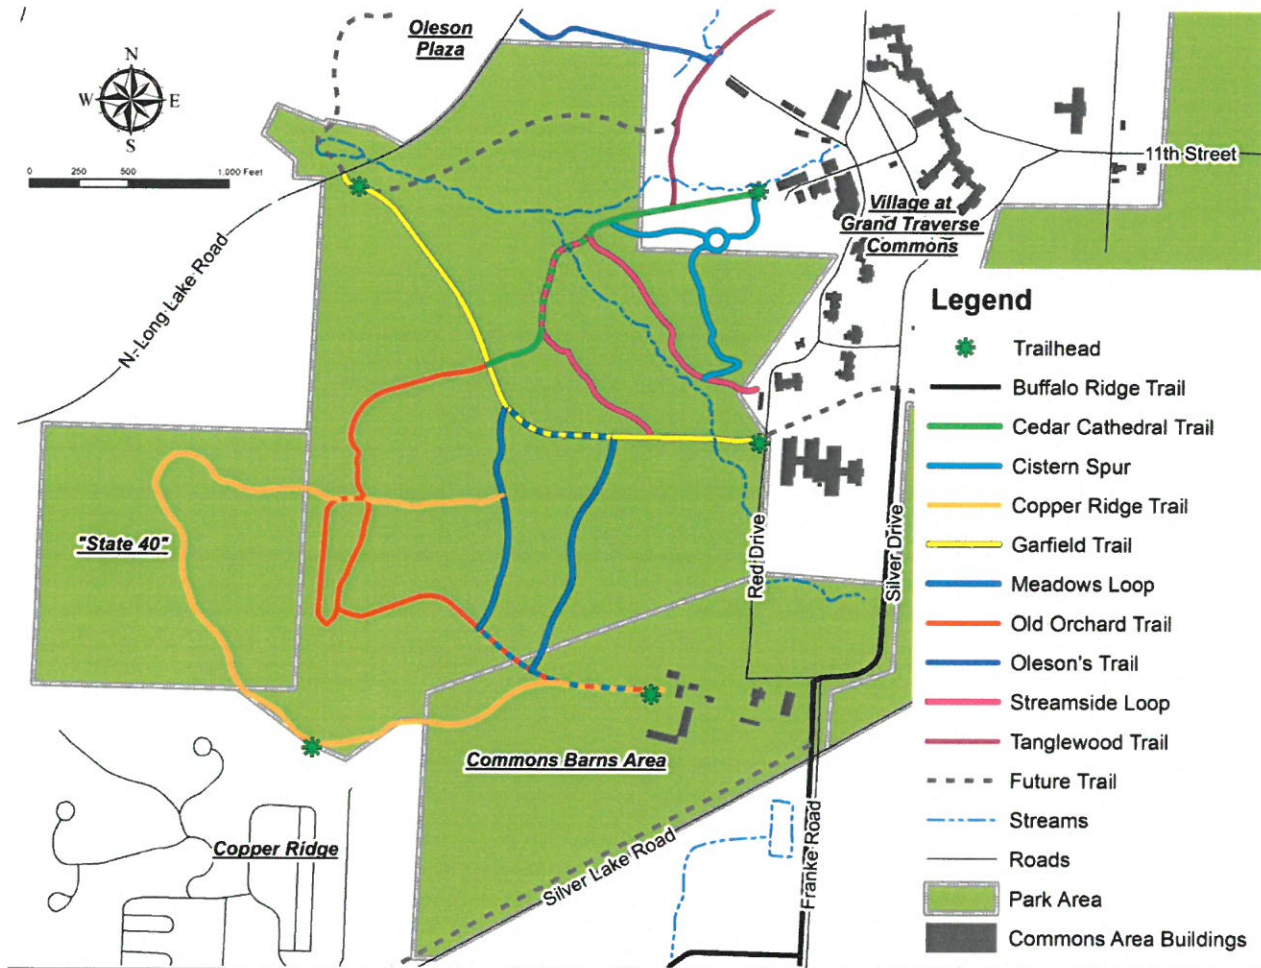 Oleson
Plaza
N
W E
S
0 250 500 1,000 Feet
11th Street
Village at
Grand Traverse
Commons
N. Long Lake Road
"State 40"
Red Drive
Silver Drive
Commons Barns Area
Copper Ridge
Silver Lake Road
Franke Road
Legend
Trailhead
Buffalo Ridge Trail
Cedar Cathedral Trail
Cistern Spur
Copper Ridge Trail
Garfield Trail
Meadows Loop
Old Orchard Trail
Oleson's Trail
Streamside Loop
Tanglewood Trail
Future Trail
Streams
Roads
Park Area
Commons Area Buildings